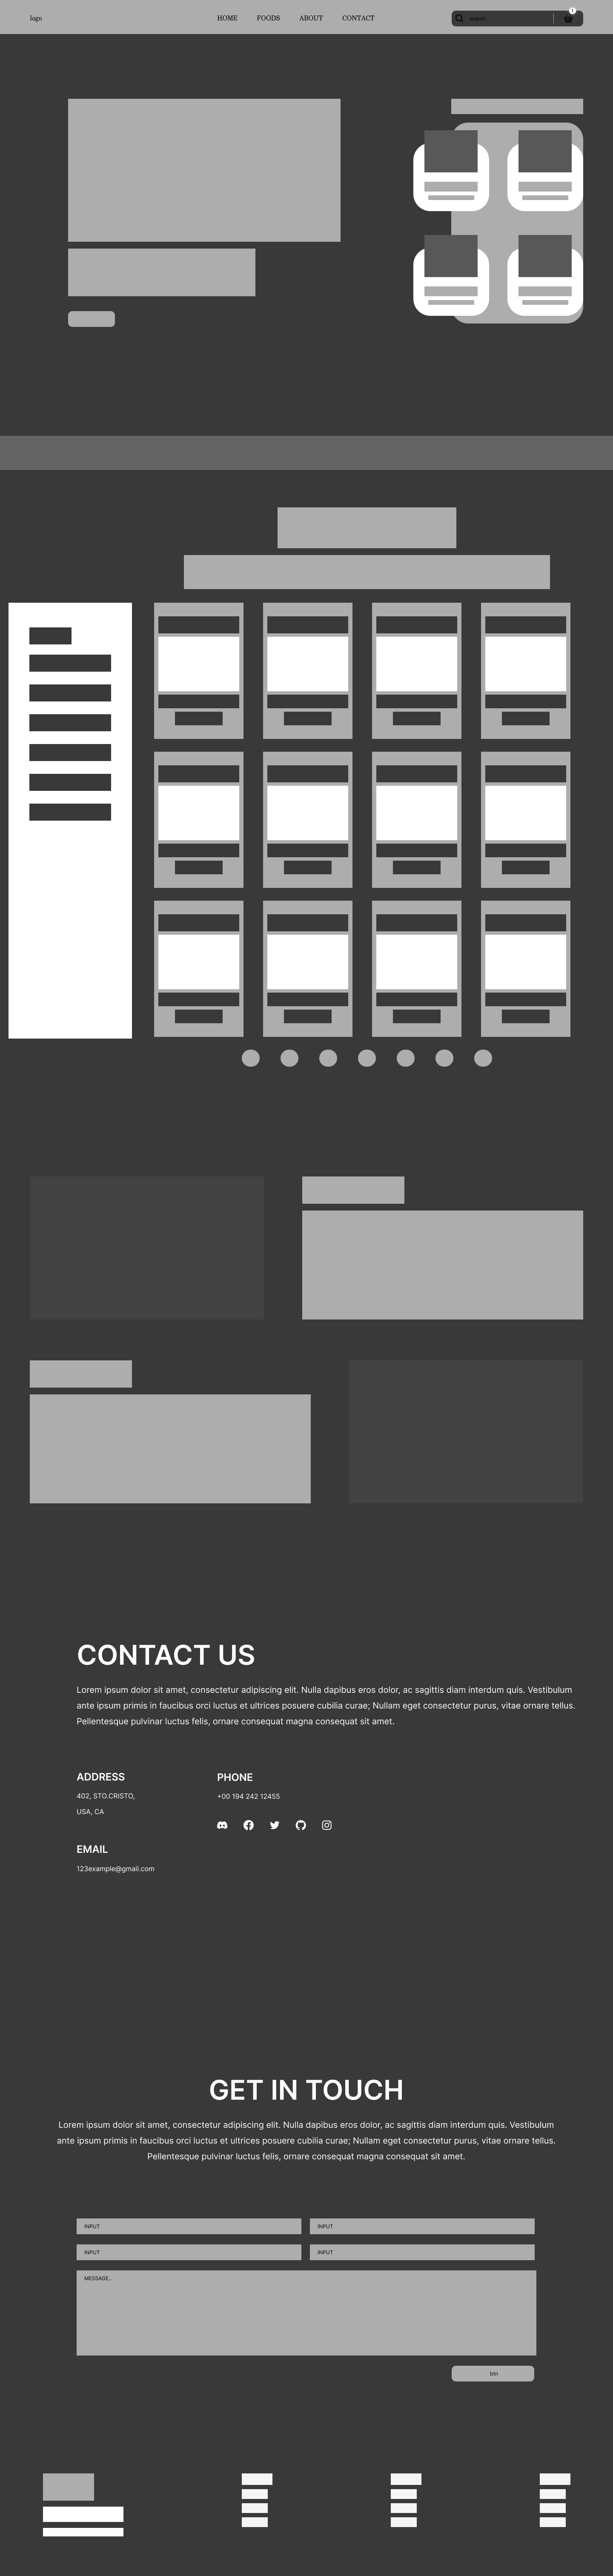 logo
HOME FOODS ABOUT CONTACT
search
1
CONTACT US
Lorem ipsum dolor sit amet, consectetur adipiscing elit. Nulla dapibus eros dolor, ac sagittis diam interdum quis. Vestibulum
ante ipsum primis in faucibus orci luctus et ultrices posuere cubilia curae; Nullam eget consectetur purus, vitae ornare tellus.
Pellentesque pulvinar luctus felis, ornare consequat magna consequat sit amet.
ADDRESS
402, STO.CRISTO,
USA, CA
PHONE
+00 194 242 12455
EMAIL
123example@gmail.com
GET IN TOUCH
Lorem ipsum dolor sit amet, consectetur adipiscing elit. Nulla dapibus eros dolor, ac sagittis diam interdum quis. Vestibulum
ante ipsum primis in faucibus orci luctus et ultrices posuere cubilia curae; Nullam eget consectetur purus, vitae ornare tellus.
Pellentesque pulvinar luctus felis, ornare consequat magna consequat sit amet.
INPUT INPUT
INPUT INPUT
MESSAGE...
btn